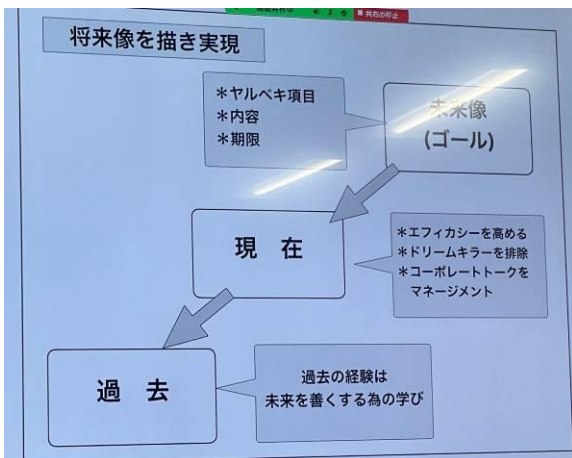 共有の停止
将来像を描き実現
＊ヤルベキ項目
＊内容
＊期限
未来像
(ゴール)
現 在
＊エフィカシーを高める
＊ドリームキラーを排除
＊コーポレートトークを
マネージメント
過 去
過去の経験は
未来を善くする為の学び